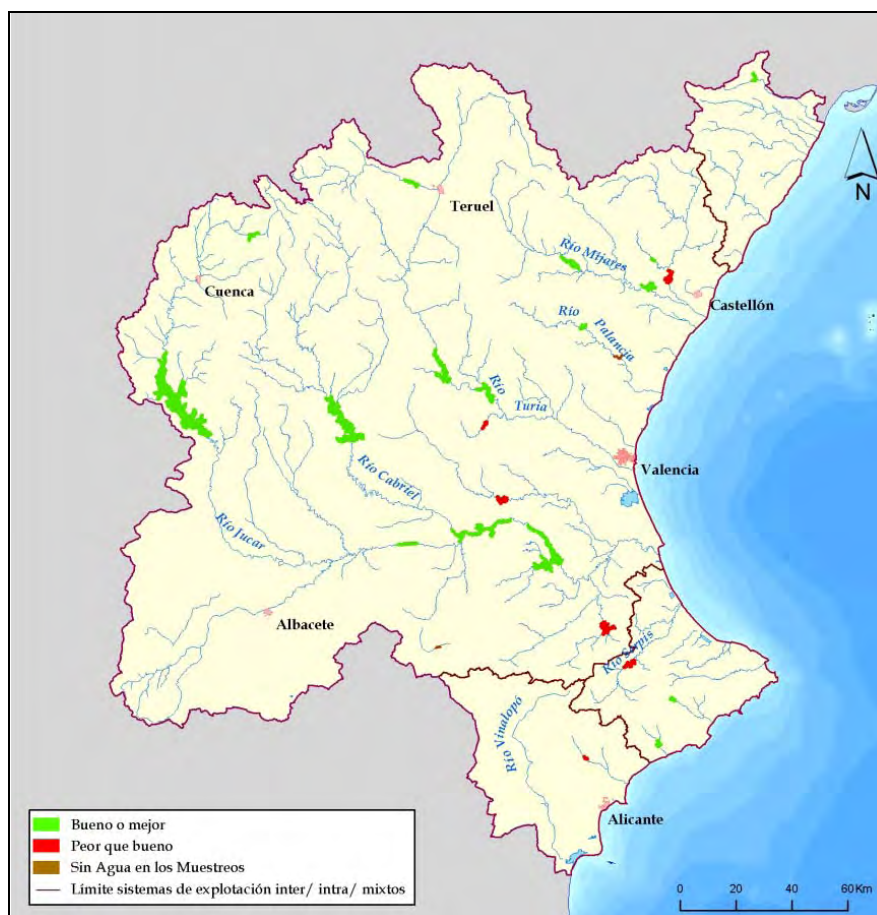 Teruel
Río Mijares
Cuenca
Castellón
Río
Palancia
Río
Turia
Valencia
Río Cabriel
Río Jucar
Albacete
Río Serpis
Río Vinalopó
Alicante
Bueno o mejor
Peor que bueno
Sin Agua en los Muestreos
Límite sistemas de explotación inter/ intra/ mixtos
N
0 20 40 60 Km